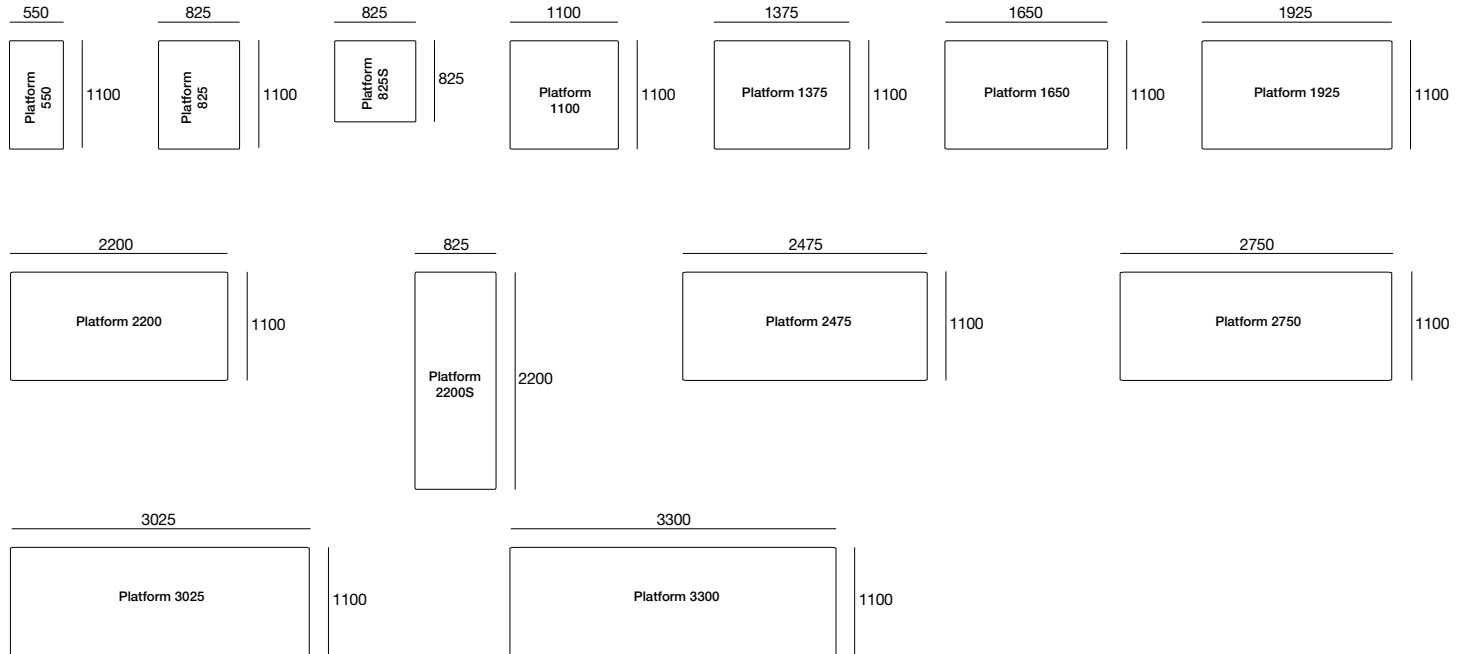 550
825
825
1100
1375
1650
1925
Platform
550
1100
Platform
825
1100
Platform
825S
825
Platform
1100
1100
Platform 1375
1100
Platform 1650
1100
Platform 1925
1100
2200
825
2475
2750
Platform 2200
1100
Platform
2200S
2200
Platform 2475
1100
Platform 2750
1100
3025
3300
Platform 3025
1100
Platform 3300
1100